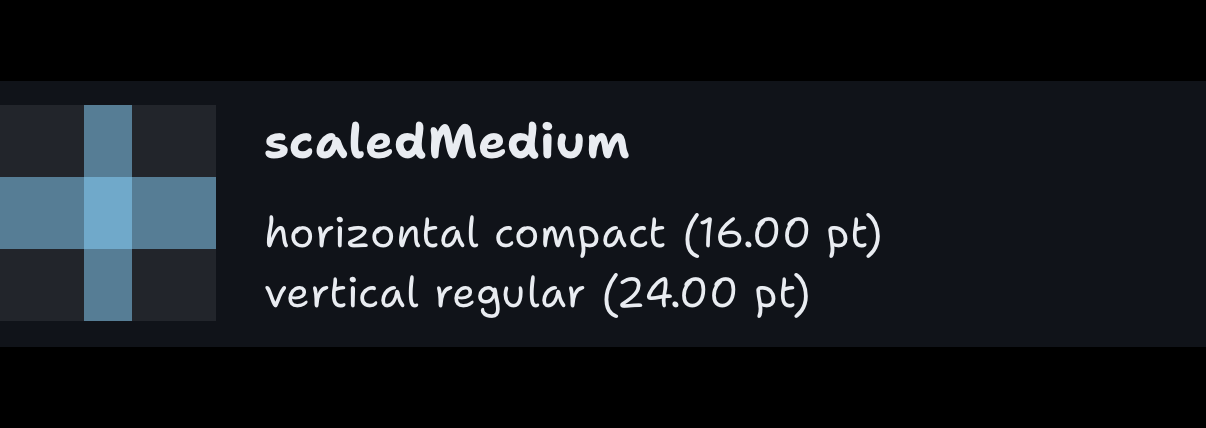 scaledMedium
horizontal compact (16.00 pt)
vertical regular (24.00 pt)